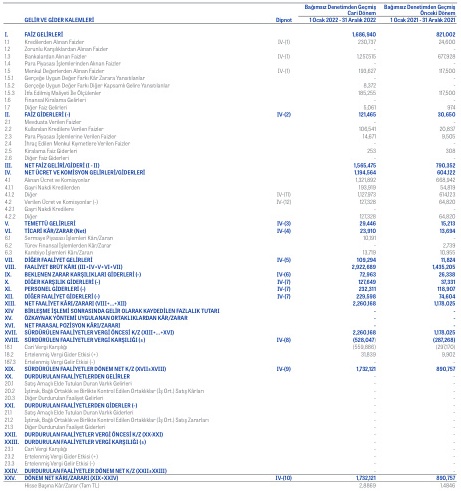 Bağımsız Denetimden Geçmiş Bağımsız Denetimden Geçmiş
Cari Dönem Önceki Dönem
GELİR VE GİDER KALEMLERİ Dipnot 1 Ocak 2022 - 31 Aralık 2022 1 Ocak 2021 - 31 Aralık 2021
I. FAİZ GELİRLERİ 1.686.940 821.002
1.1 Kredilerden Alınan Faizler IV-(1) 230.737 24.600
1.2 Zorunlu Karşılıklardan Alınan Faizler - -
1.3 Bankalardan Alınan Faizler IV-(1) 1.257.515 677.928
1.4 Para Piyasası İşlemlerinden Alınan Faizler - -
1.5 Menkul Değerlerden Alınan Faizler IV-(1) 193.627 117.500
1.5.1 Gerçeğe Uygun Değer Farkı Kâr Zarara Yansıtılanlar - -
1.5.2 Gerçeğe Uygun Değer Farkı Diğer Kapsamlı Gelire Yansıtılanlar 8.372 -
1.5.3 İtfa Edilmiş Maliyeti ile Ölçülenler 185.255 117.500
1.6 Finansal Kiralama Gelirleri - -
1.7 Diğer Faiz Gelirleri 5.061 974
II. FAİZ GİDERLERİ (-) IV-(2) 121.465 30.650
2.1 Mevduata Verilen Faizler - -
2.2 Kullanılan Kredilere Verilen Faizler 106.541 20.837
2.3 Para Piyasası İşlemlerine Verilen Faizler 14.671 9.505
2.4 İhraç Edilen Menkul Kıymetlere Verilen Faizler - -
2.5 Kiralama Faiz Giderleri 253 308
2.6 Diğer Faiz Giderleri - -
III. NET FAİZ GELİRİ/GİDERİ (I - II) 1.565.475 790.352
IV. NET ÜCRET VE KOMİSYON GELİRLERİ/GİDERLERİ 1.194.564 604.122
4.1 Alınan Ücret ve Komisyonlar 1.321.892 668.942
4.1.1 Gayri Nakdi Kredilerden 193.919 54.819
4.1.2 Diğer IV-(11) 1.127.973 614.123
4.2 Verilen Ücret ve Komisyonlar (-) IV-(12) 127.328 64.820
4.2.1 Gayri Nakdi Kredilere - -
4.2.2 Diğer 127.328 64.820
V. TEMETTÜ GELİRLERİ IV-(3) 29.446 15.213
VI. TİCARİ KÂR/ZARAR (Net) IV-(4) 23.910 13.694
6.1 Sermaye Piyasası İşlemleri Kârı/Zararı 10.191 -
6.2 Türev Finansal İşlemlerden Kâr/Zarar - 2.739
6.3 Kambiyo İşlemleri Kârı/Zararı 13.719 10.955
VII. DİĞER FAALİYET GELİRLERİ IV-(5) 109.294 11.824
VIII. FAALİYET BRÜT KÂRI (III+IV+V+VI+VII) 2.922.689 1.435.205
IX. BEKLENEN ZARAR KARŞILIKLARI GİDERLERİ (-) IV-(6) 72.963 26.338
X. DİĞER KARŞILIK GİDERLERİ (-) IV-(7) 127.649 37.331
XI. PERSONEL GİDERLERİ (-) IV-(7) 232.311 118.907
XII. DİĞER FAALİYET GİDERLERİ (-) IV-(7) 229.598 74.604
XIII. NET FAALİYET KÂRI/ZARARI (VIII-...-XII) 2.260.168 1.178.025
XIV BİRLEŞME İŞLEMİ SONRASINDA GELİR OLARAK KAYDEDİLEN FAZLALIK TUTARI - -
XV. ÖZKAYNAK YÖNTEMİ UYGULANAN ORTAKLIKLARDAN KÂR/ZARAR - -
XVI. NET PARASAL POZİSYON KÂRI/ZARARI - -
XVII. SÜRDÜRÜLEN FAALİYETLER VERGİ ÖNCESİ K/Z (XIII+...+XVI) 2.260.168 1.178.025
XVIII. SÜRDÜRÜLEN FAALİYETLER VERGİ KARŞILIĞI (±) IV-(8) (528.047) (287.268)
18.1 Cari Vergi Karşılığı (559.886) (297.170)
18.2 Ertelenmiş Vergi Gider Etkisi (+) 31.839 9.902
18.3 Ertelenmiş Vergi Gelir Etkisi (-) - -
XIX. SÜRDÜRÜLEN FAALİYETLER DÖNEM NET K/Z (XVII±XVIII) IV-(9) 1.732.121 890.757
XX. DURDURULAN FAALİYETLERDEN GELİRLER - -
20.1 Satış Amaçlı Elde Tutulan Duran Varlık Gelirleri - -
20.2 İştirak, Bağlı Ortaklık ve Birlikte Kontrol Edilen Ortaklıklar (İş Ort.) Satış Kârları - -
20.3 Diğer Durdurulan Faaliyet Gelirleri - -
XXI. DURDURULAN FAALİYETLERDEN GİDERLER (-) - -
21.1 Satış Amaçlı Elde Tutulan Duran Varlık Giderleri - -
21.2 İştirak, Bağlı Ortaklık ve Birlikte Kontrol Edilen Ortaklıklar (İş Ort.) Satış Zararları - -
21.3 Diğer Durdurulan Faaliyet Giderleri - -
XXII. DURDURULAN FAALİYETLER VERGİ ÖNCESİ K/Z (XX-XXI) - -
XXIII. DURDURULAN FAALİYETLER VERGİ KARŞILIĞI (±) - -
23.1 Cari Vergi Karşılığı - -
23.2 Ertelenmiş Vergi Gider Etkisi (+) - -
23.3 Ertelenmiş Vergi Gelir Etkisi (-) - -
XXIV. DURDURULAN FAALİYETLER DÖNEM NET K/Z (XXII±XXIII) - -
XXV. DÖNEM NET KÂRI/ZARARI (XIX+XXIV) IV-(10) 1.732.121 890.757
Hisse Başına Kâr/Zarar (Tam TL) 2,8869 1,4846